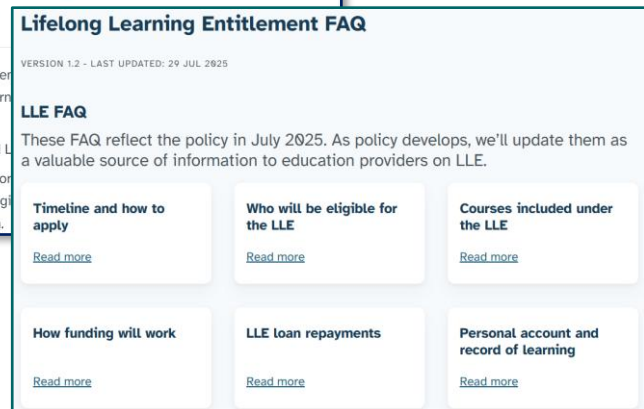 Lifelong Learning Entitlement FAQ
VERSION 1.2 - LAST UPDATED: 29 JUL 2025
LLE FAQ
These FAQ reflect the policy in July 2025. As policy develops, we'll update them as
a valuable source of information to education providers on LLE.
Timeline and how to
apply
Read more
Who will be eligible for
the LLE
Read more
Courses included under
the LLE
Read more
How funding will work
Read more
LLE loan repayments
Read more
Personal account and
record of learning
Read more